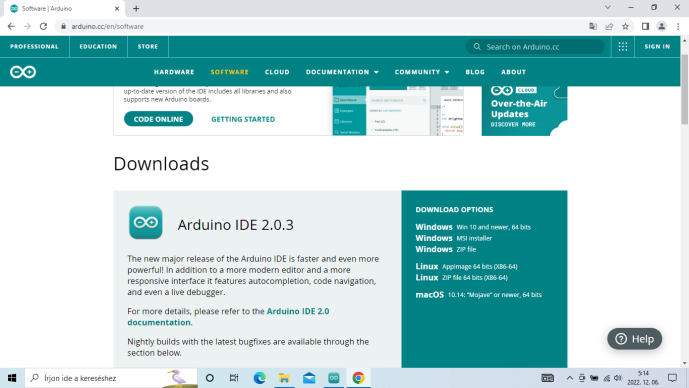 Software | Arduino
arduino.cc/en/software
PROFESSIONAL
EDUCATION
STORE
Search on Arduino.cc
SIGN IN
HARDWARE
SOFTWARE
CLOUD
DOCUMENTATION
COMMUNITY
BLOG
ABOUT
up-to-date version of the IDE includes all libraries and also
supports new Arduino boards.
CODE ONLINE
GETTING STARTED
CLOUD
Over-the-Air
Updates
DISCOVER MORE
Downloads
Arduino IDE 2.0.3
The new major release of the Arduino IDE is faster and even more
powerful! In addition to a more modern editor and a more
responsive interface it features autocompletion, code navigation,
and even a live debugger.
For more details, please refer to the Arduino IDE 2.0
documentation.
Nightly builds with the latest bugfixes are available through the
section below.
DOWNLOAD OPTIONS
Windows Win 10 and newer, 64 bits
Windows MSI installer
Windows ZIP file
Linux AppImage 64 bits (X86-64)
Linux ZIP file 64 bits (X86-64)
macOS 10.14: "Mojave" or newer, 64 bits
Help
Írjon ide a kereséshez
5:14
2022. 12. 06.